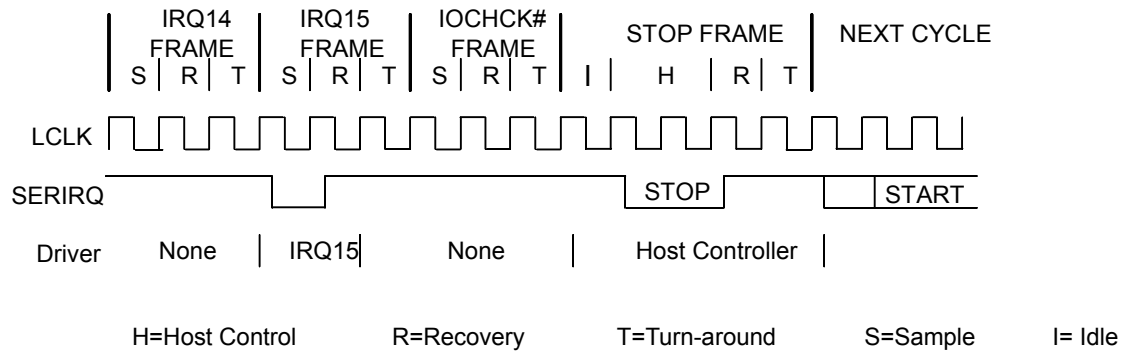 IRQ14 FRAME IRQ15 FRAME IOCHCK# FRAME STOP FRAME NEXT CYCLE
S R T S R T S R T I H R T
LCLK
SERIRQ STOP START
Driver None IRQ15 None Host Controller
H=Host Control R=Recovery T=Turn-around S=Sample I= Idle